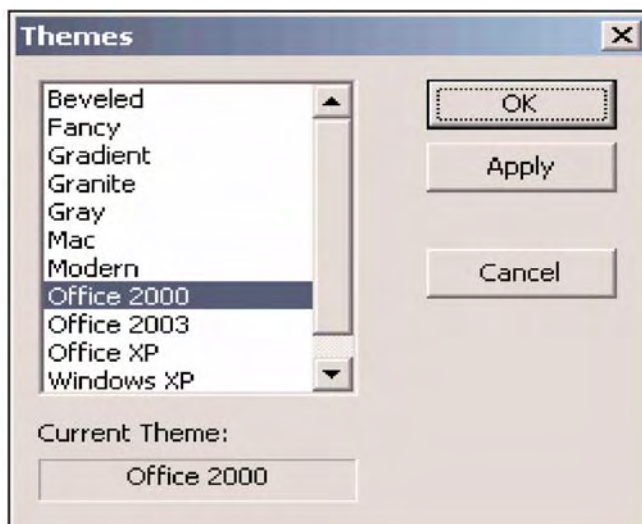 Themes
Beveled
Fancy
Gradient
Granite
Gray
Mac
Modern
Office 2000
Office 2003
Office XP
Windows XP
OK
Apply
Cancel
Current Theme:
Office 2000